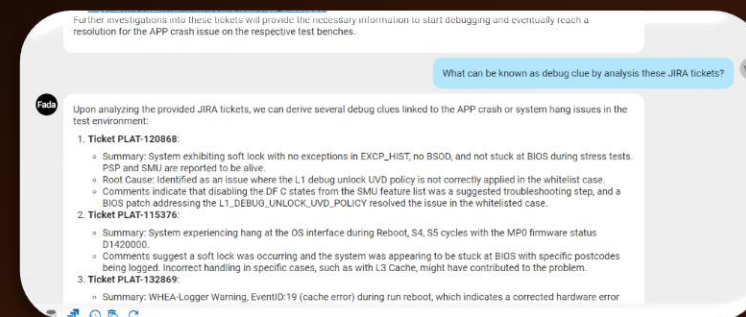 Further investigations into these tickets will provide the necessary information to start debugging and eventually reach a
resolution for the APP crash issue on the respective test benches.
What can be known as debug clue by analysis these JIRA tickets?
Fada
Upon analyzing the provided JIRA tickets, we can derive several debug clues linked to the APP crash or system hang issues in the
test environment:
1. Ticket PLAT-120868:
Summary: System exhibiting soft lock with no exceptions in EXCP_HIST, no BSOD, and not stuck at BIOS during stress tests.
PSP and SMU are reported to be alive.
Root Cause: Identified as an issue where the L1 debug unlock UVD policy is not correctly applied in the whitelist case.
Comments indicate that disabling the DF C states from the SMU feature list was a suggested troubleshooting step, and a
BIOS patch addressing the L1_DEBUG_UNLOCK_UVD_POLICY resolved the issue in the whitelisted case.
2. Ticket PLAT-115376:
Summary: System experiencing hang at the OS interface during Reboot, S4, S5 cycles with the MP0 firmware status
D1420000.
Comments suggest a soft lock was occurring and the system was appearing to be stuck at BIOS with specific postcodes
being logged. Incorrect handling in specific cases, such as with L3 Cache, might have contributed to the problem.
3. Ticket PLAT-132869:
Summary: WHEA-Logger Warning, EventID:19 (cache error) during run reboot, which indicates a corrected hardware error